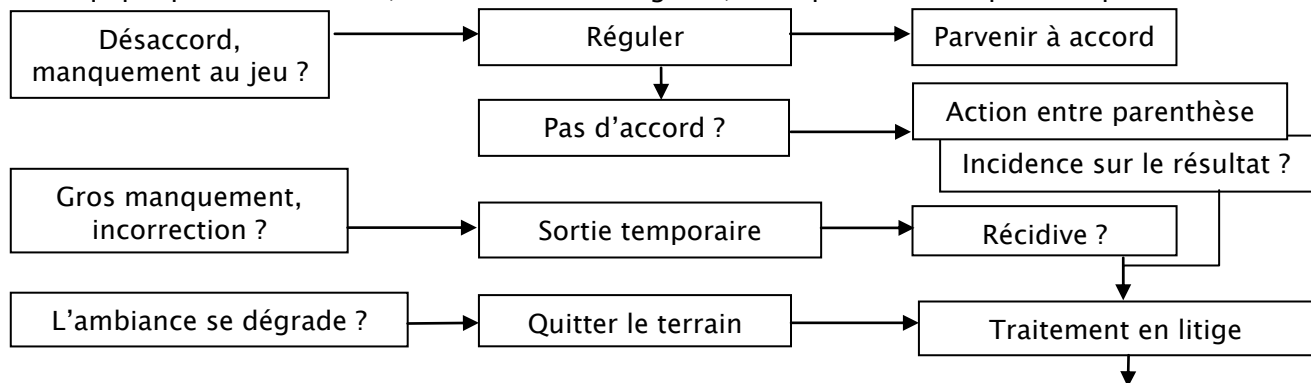 Désaccord,
manquement au jeu ?
Réguler
Parvenir à accord
Pas d’accord ?
Action entre parenthèse
Incidence sur le résultat ?
Gros manquement,
incorrection ?
Sortie temporaire
Récidive ?
L’ambiance se dégrade ?
Quitter le terrain
Traitement en litige